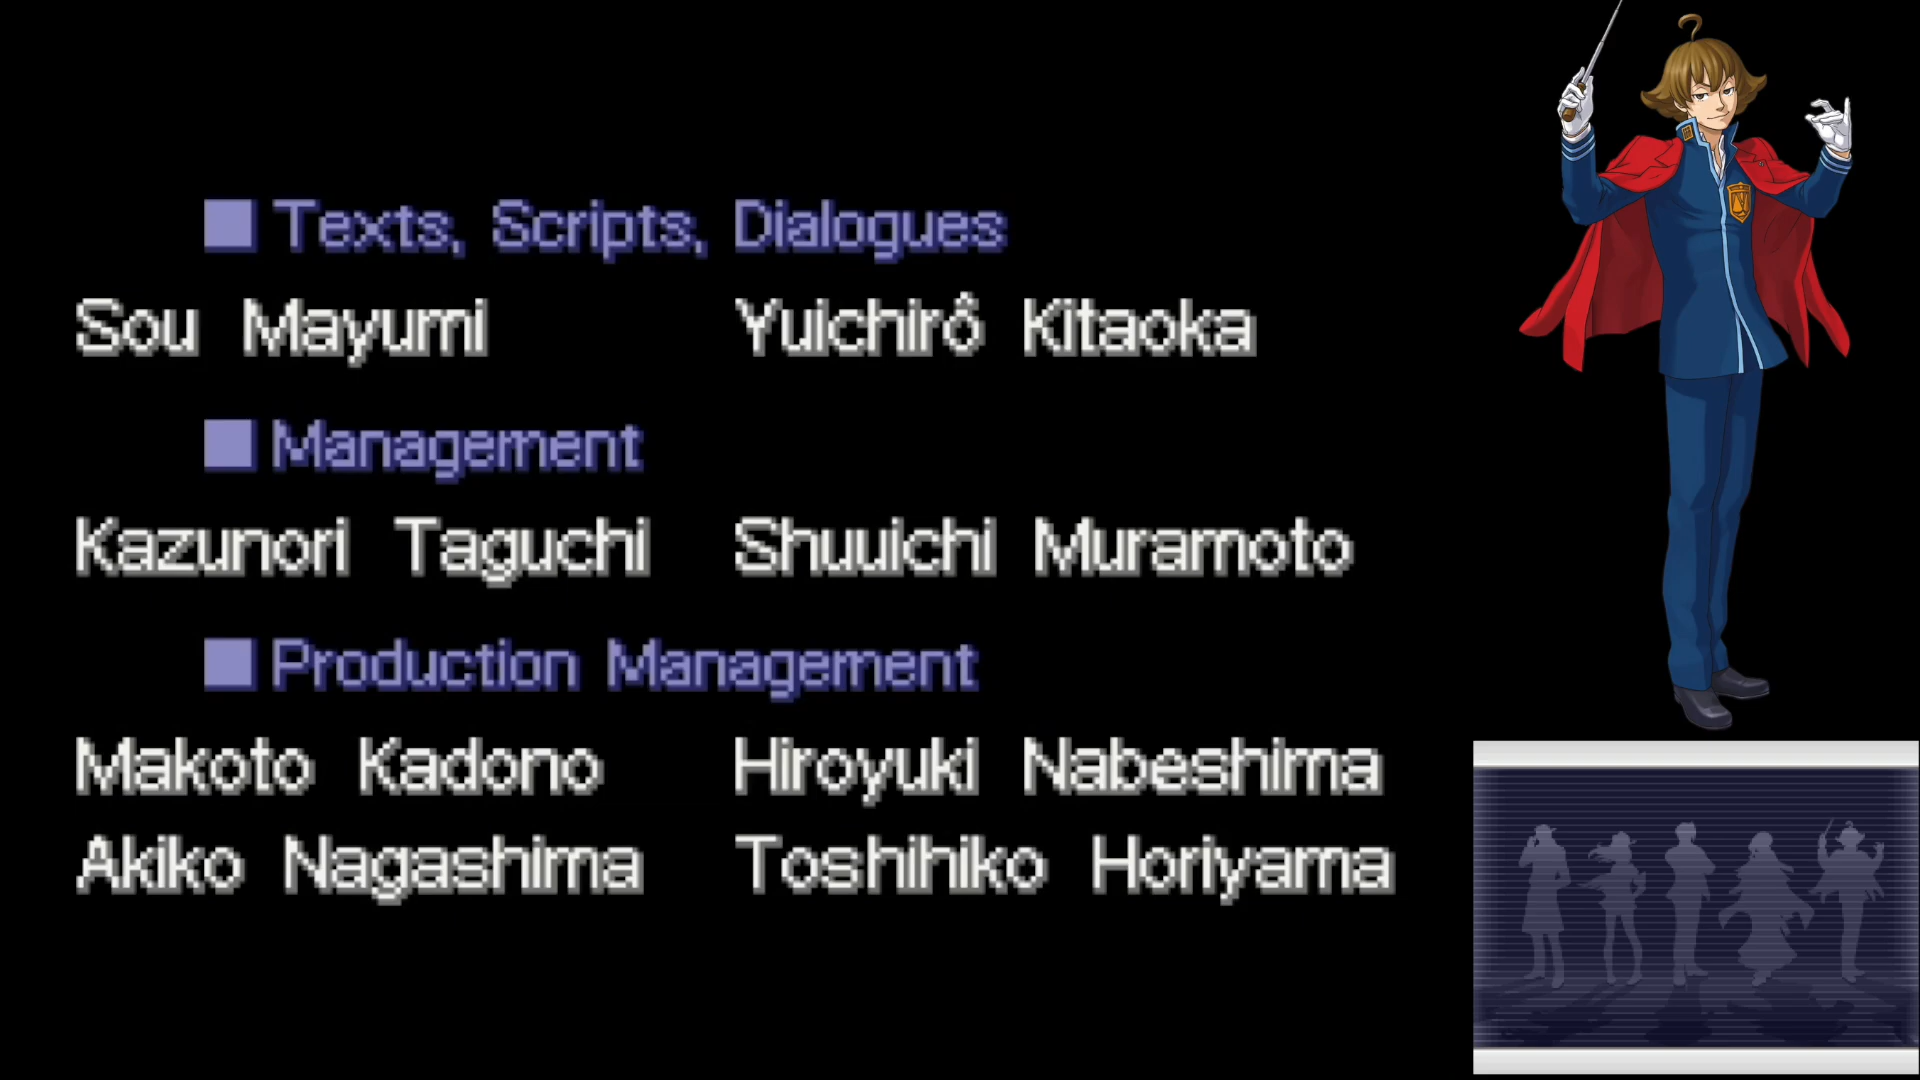 ■ Texts, Scripts, Dialogues
Sou Mayumi Yuichirô Kitaoka
■ Management
Kazunori Taguchi Shuuichi Muramoto
■ Production Management
Makoto Kadono Hiroyuki Nabeshima
Akiko Nagashima Toshihiko Horiyama